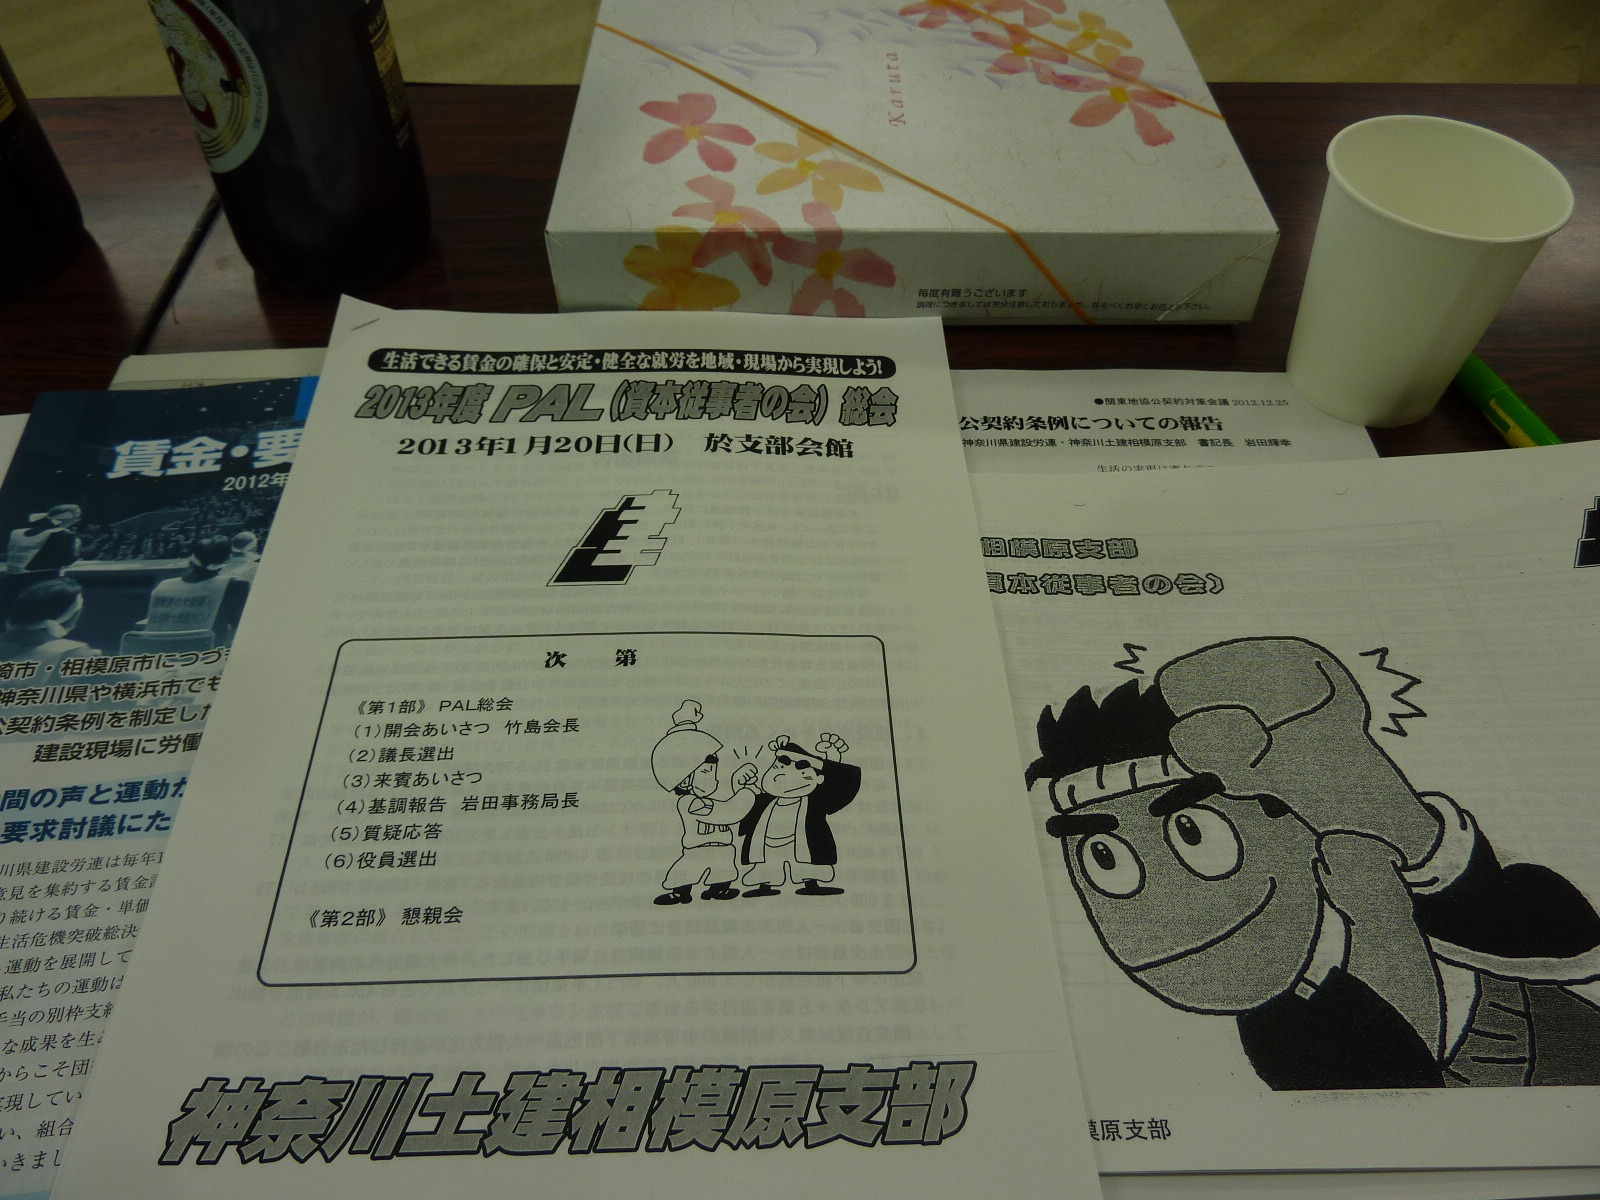 Karuta
毎度有難うございます
生活できる賃金の確保と安定・健全な就労を地域・現場から実現しよう!
2013年度 PAL(資本従事者の会) 総会
2013年1月20日(日) 於支部会館
次 第
《第1部》 PAL総会
(1)開会あいさつ 竹島会長
(2)議長選出
(3)来賓あいさつ
(4)基調報告 岩田事務局長
(5)質疑応答
(6)役員選出
《第2部》 懇親会
神奈川土建相模原支部
賃金・要
2012年
崎市・相模原市につづき
神奈川県や横浜市でも
公契約条例を制定した
建設現場に労働
間の声と運動が
要求討議にた
川県建設労連は毎年1
意見を集約する賃金討
り続ける賃金・単価
生活危機突破総決
運動を展開して
私たちの運動は
手当の別枠支給
な成果を生み
からこそ団
実現してい
い、組合
いきまし
●関東地協公契約対策会議 2012.12.25
公契約条例についての報告
神奈川県建設労連・神奈川土建相模原支部 書記長 岩田輝幸
相模原支部
資本従事者の会)
模原支部